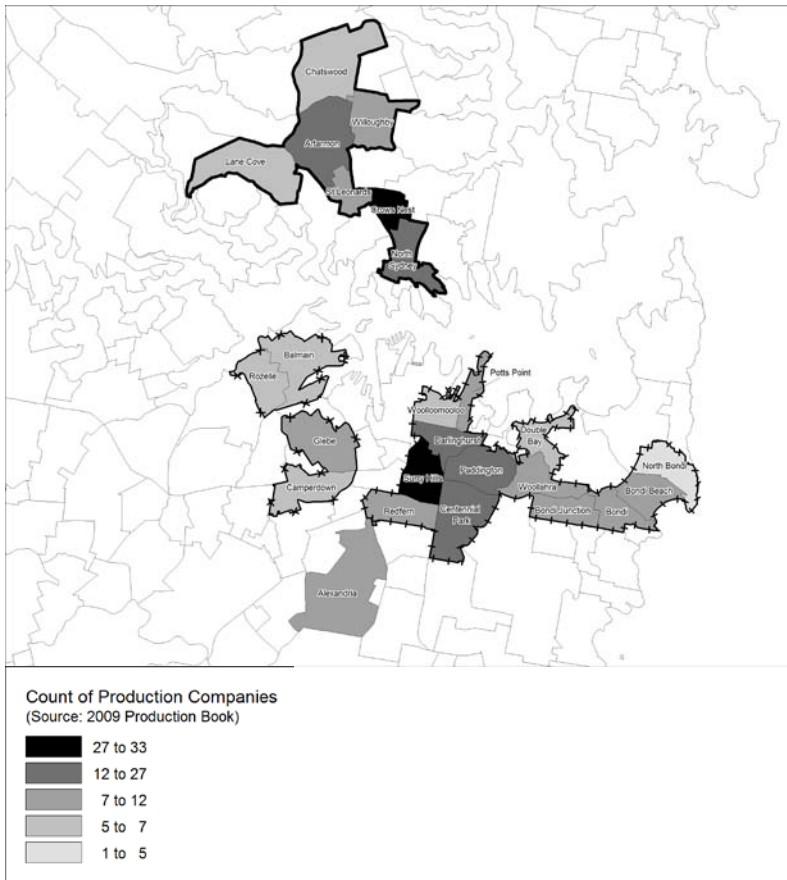 Chatswood
Willoughby
Artarmon
Lane Cove
St Leonards
Crows Nest
North
Sydney
Balmain
Rozelle
Potts Point
Woolloomooloo
Glebe
Darlinghurst
Double
Bay
Paddington
North Bondi
Surry Hills
Camperdown
Woollahra
Bondi Beach
Redfern
Centennial
Park
Bondi Junction
Bondi
Alexandria
Count of Production Companies
(Source: 2009 Production Book)
27 to 33
12 to 27
7 to 12
5 to 7
1 to 5